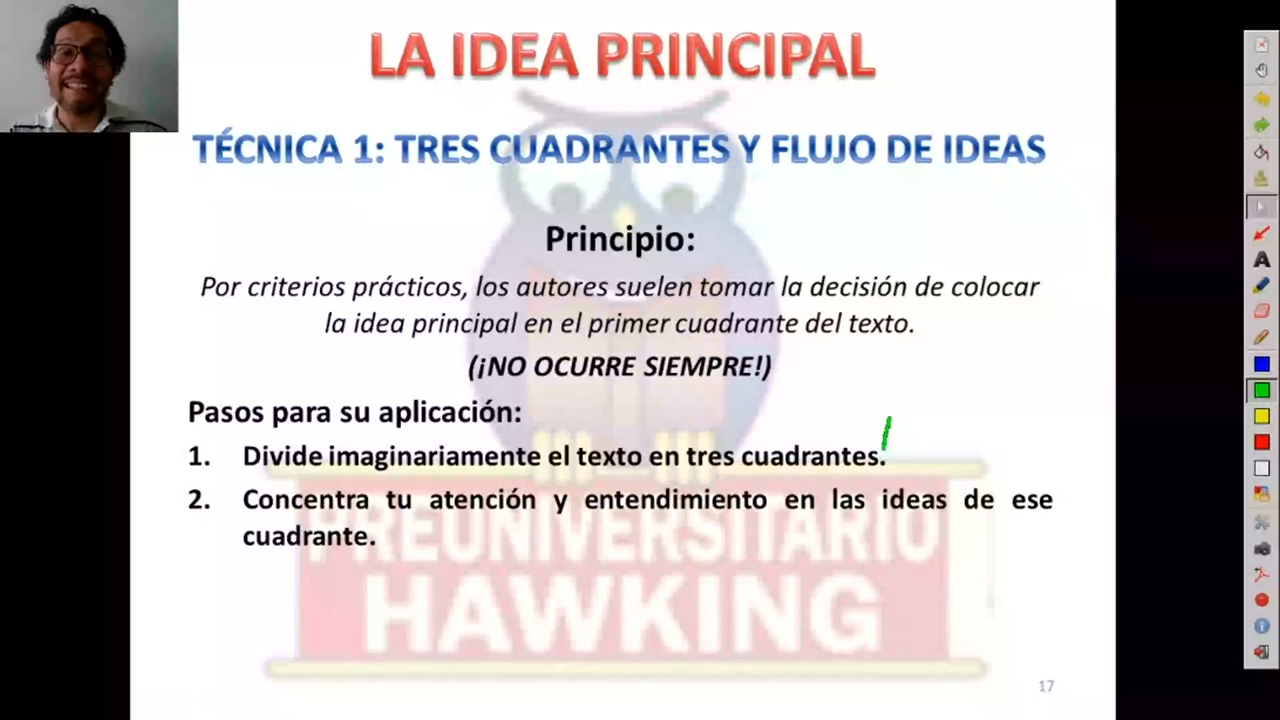 LA IDEA PRINCIPAL
TÉCNICA 1: TRES CUADRANTES Y FLUJO DE IDEAS
Principio:
Por criterios prácticos, los autores suelen tomar la decisión de colocar
la idea principal en el primer cuadrante del texto.
(¡NO OCURRE SIEMPRE!)
Pasos para su aplicación:
1. Divide imaginariamente el texto en tres cuadrantes.
2. Concentra tu atención y entendimiento en las ideas de ese
cuadrante.
PREUNIVERSITARIO
HAWKING
17